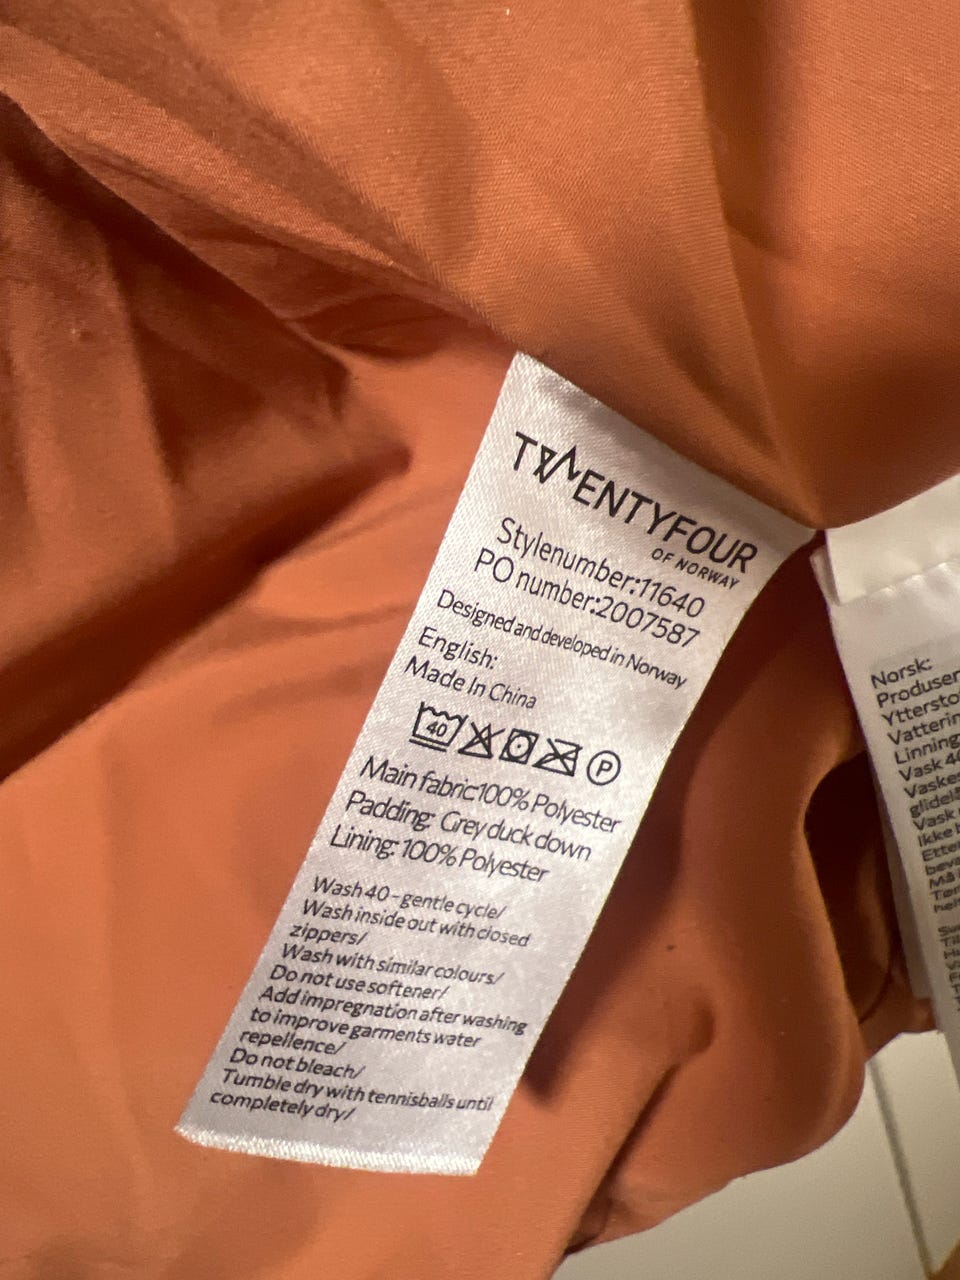 TWENTYFOUR
OF NORWAY
Stylenumber:11640
PO number:2007587
Designed and developed in Norway
English:
Made In China
40
P
Main fabric:100% Polyester
Padding: Grey duck down
Lining: 100% Polyester
Wash 40 - gentle cycle/
Wash inside out with closed
zippers/
Wash with similar colours/
Do not use softener/
Add impregnation after washing
to improve garments water
repellence/
Do not bleach/
Tumble dry with tennisballs until
completely dry/
Norsk:
Vask 40